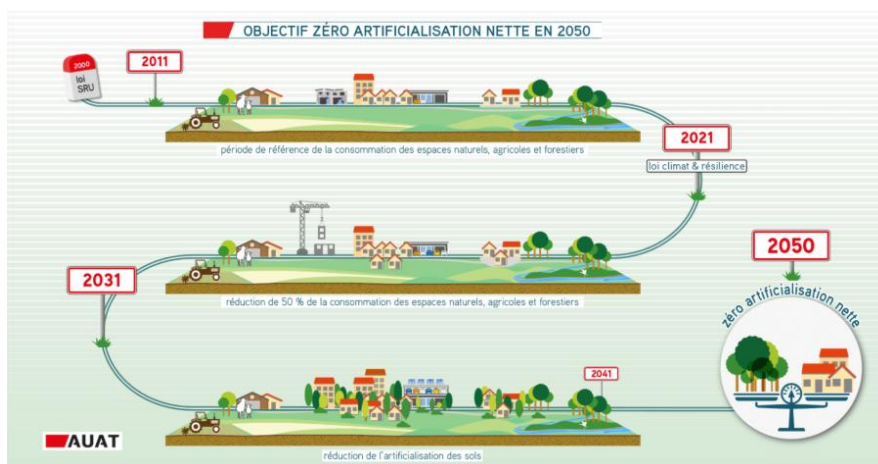 OBJECTIF ZÉRO ARTIFICIALISATION NETTE EN 2050
2000
loi
SRU
2011
période de référence de la consommation des espaces naturels, agricoles et forestiers
2021
loi climat & résilience
2031
réduction de 50 % de la consommation des espaces naturels, agricoles et forestiers
2050
zéro artificialisation nette
2041
réduction de l'artificialisation des sols
AUAT